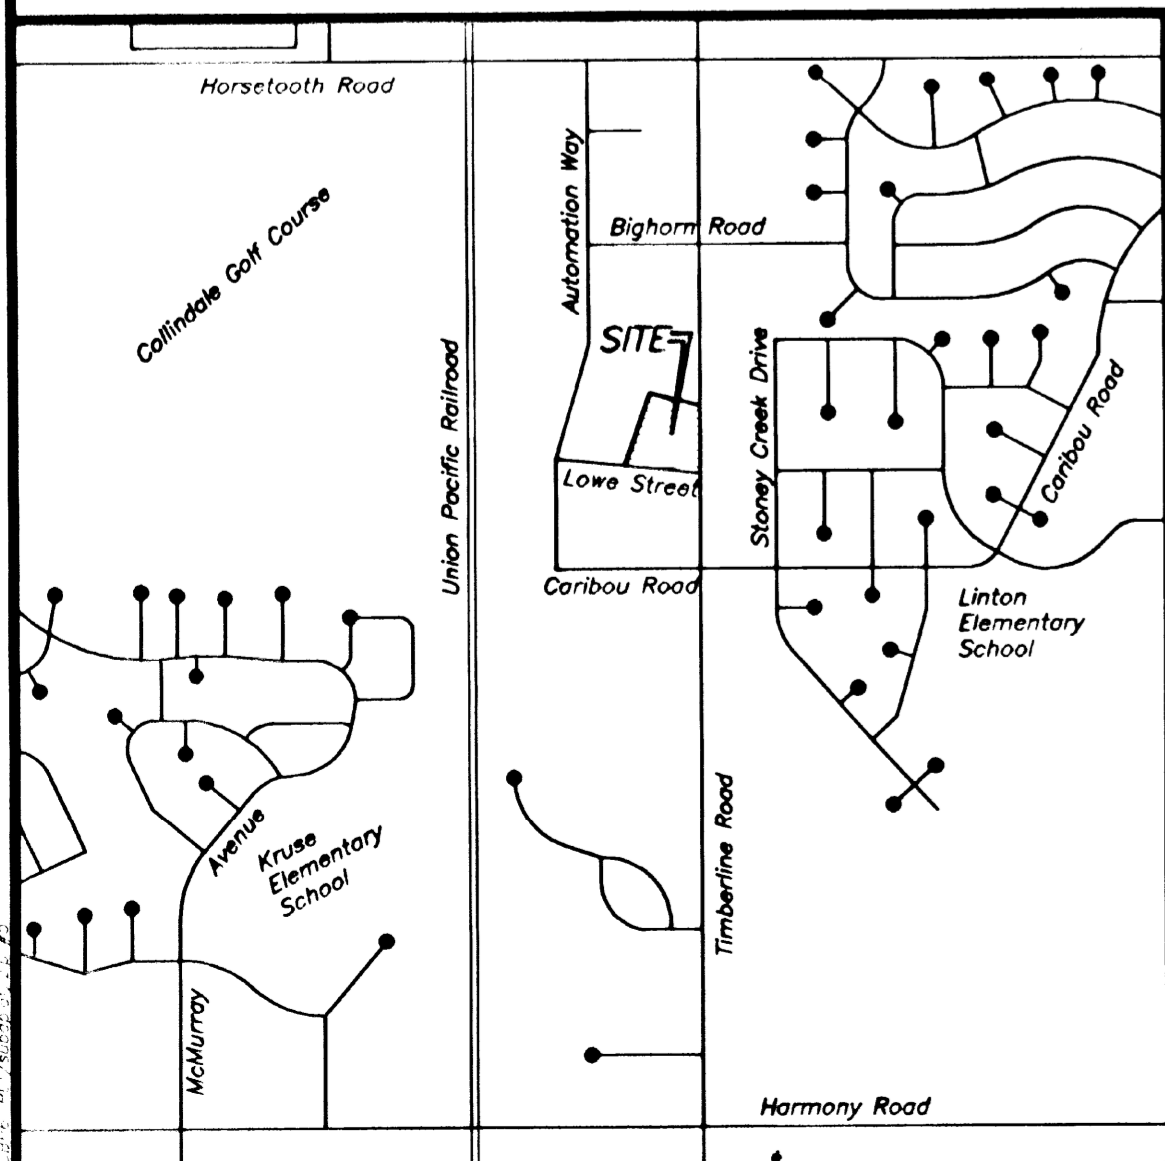 Horsetooth Road
Automation Way
Bighorn Road
Collindale Golf Course
SITE
Union Pacific Railroad
Stoney Creek Drive
Caribou Road
Lowe Street
Caribou Road
Linton
Elementary
School
Timberline Road
Avenue
Kruse
Elementary
School
McMurray
Harmony Road